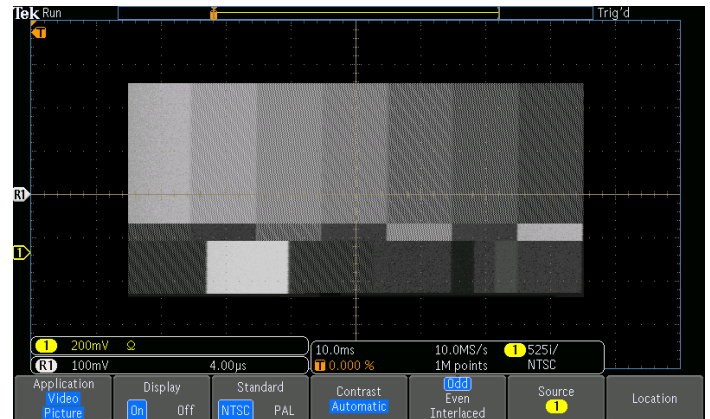 Tek Run Trig'd
T
R1
1
1 200mV Ω
R1 100mV 4.00µs
10.0ms 10.0MS/s 1 525i/
T 0.000 % 1M points NTSC
Application
Video
Picture
Display
On Off
Standard
NTSC PAL
Contrast
Automatic
Odd
Even
Interlaced
Source
1
Location